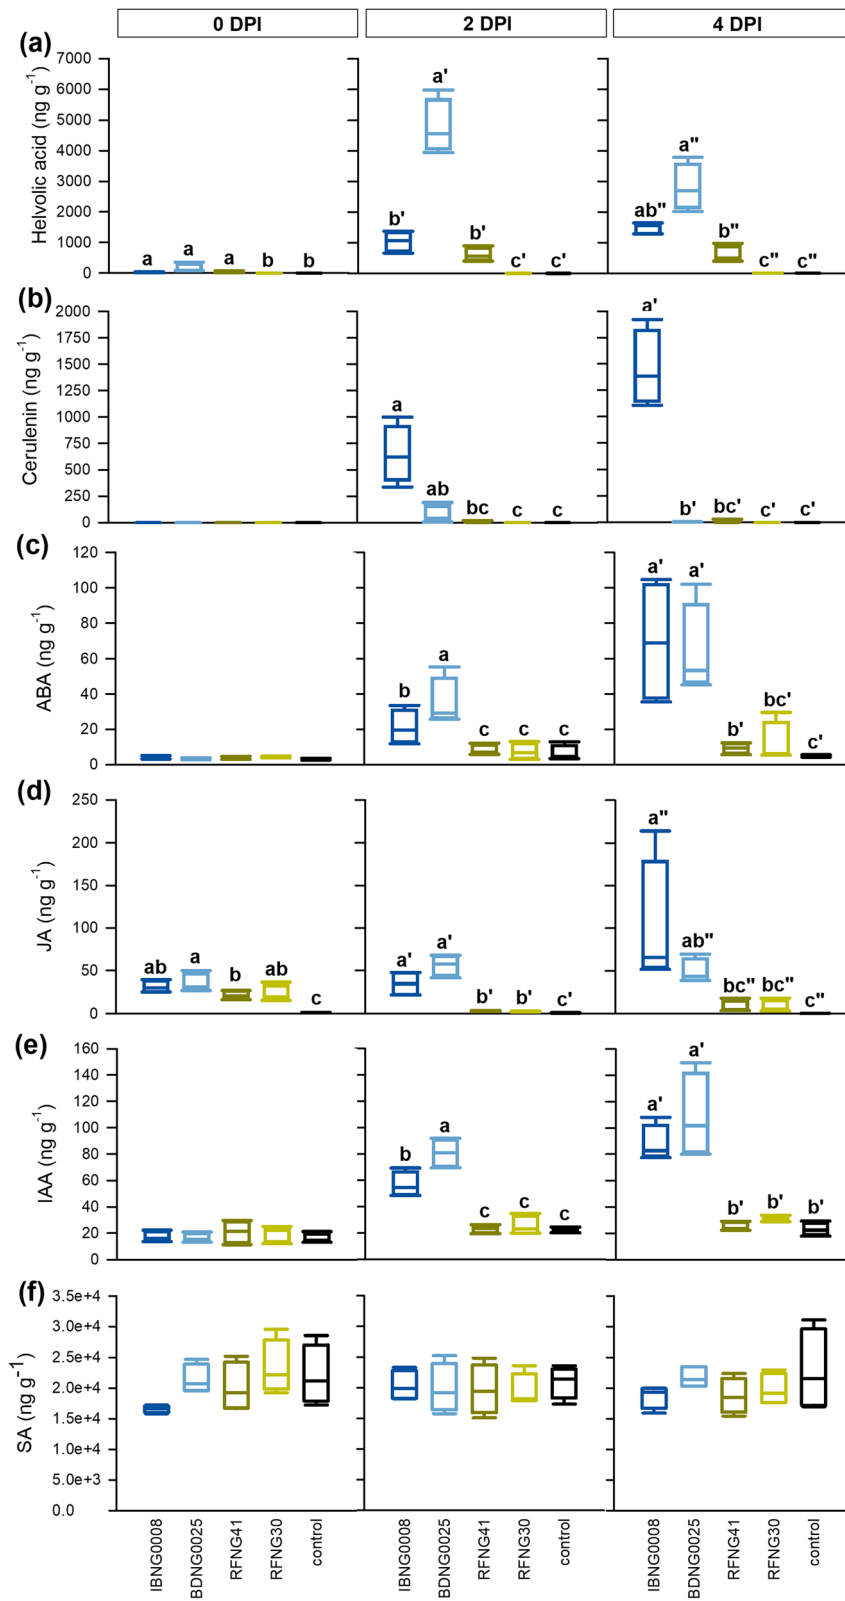 0 DPI 2 DPI 4 DPI
(a)
Helvolic acid (ng g⁻¹)
7000
6000
5000
4000
3000
2000
1000
0
a a a b b
b' a' b' c' c'
ab" a" b" c" c"
(b)
Cerulenin (ng g⁻¹)
2000
1750
1500
1250
1000
750
500
250
0
a ab bc c c
a' b' bc' c' c'
(c)
ABA (ng g⁻¹)
120
100
80
60
40
20
0
b a c c c
a' a' b' bc' c'
(d)
JA (ng g⁻¹)
250
200
150
100
50
0
ab a b ab c
a' a' b' b' c'
a" ab" bc" bc" c"
(e)
IAA (ng g⁻¹)
160
140
120
100
80
60
40
20
0
b a c c c
a' a' b' b' b'
(f)
SA (ng g⁻¹)
3.5e+4
3.0e+4
2.5e+4
2.0e+4
1.5e+4
1.0e+4
5.0e+3
0.0
IBNG0008 BDNG0025 RFNG41 RFNG30 control
IBNG0008 BDNG0025 RFNG41 RFNG30 control
IBNG0008 BDNG0025 RFNG41 RFNG30 control